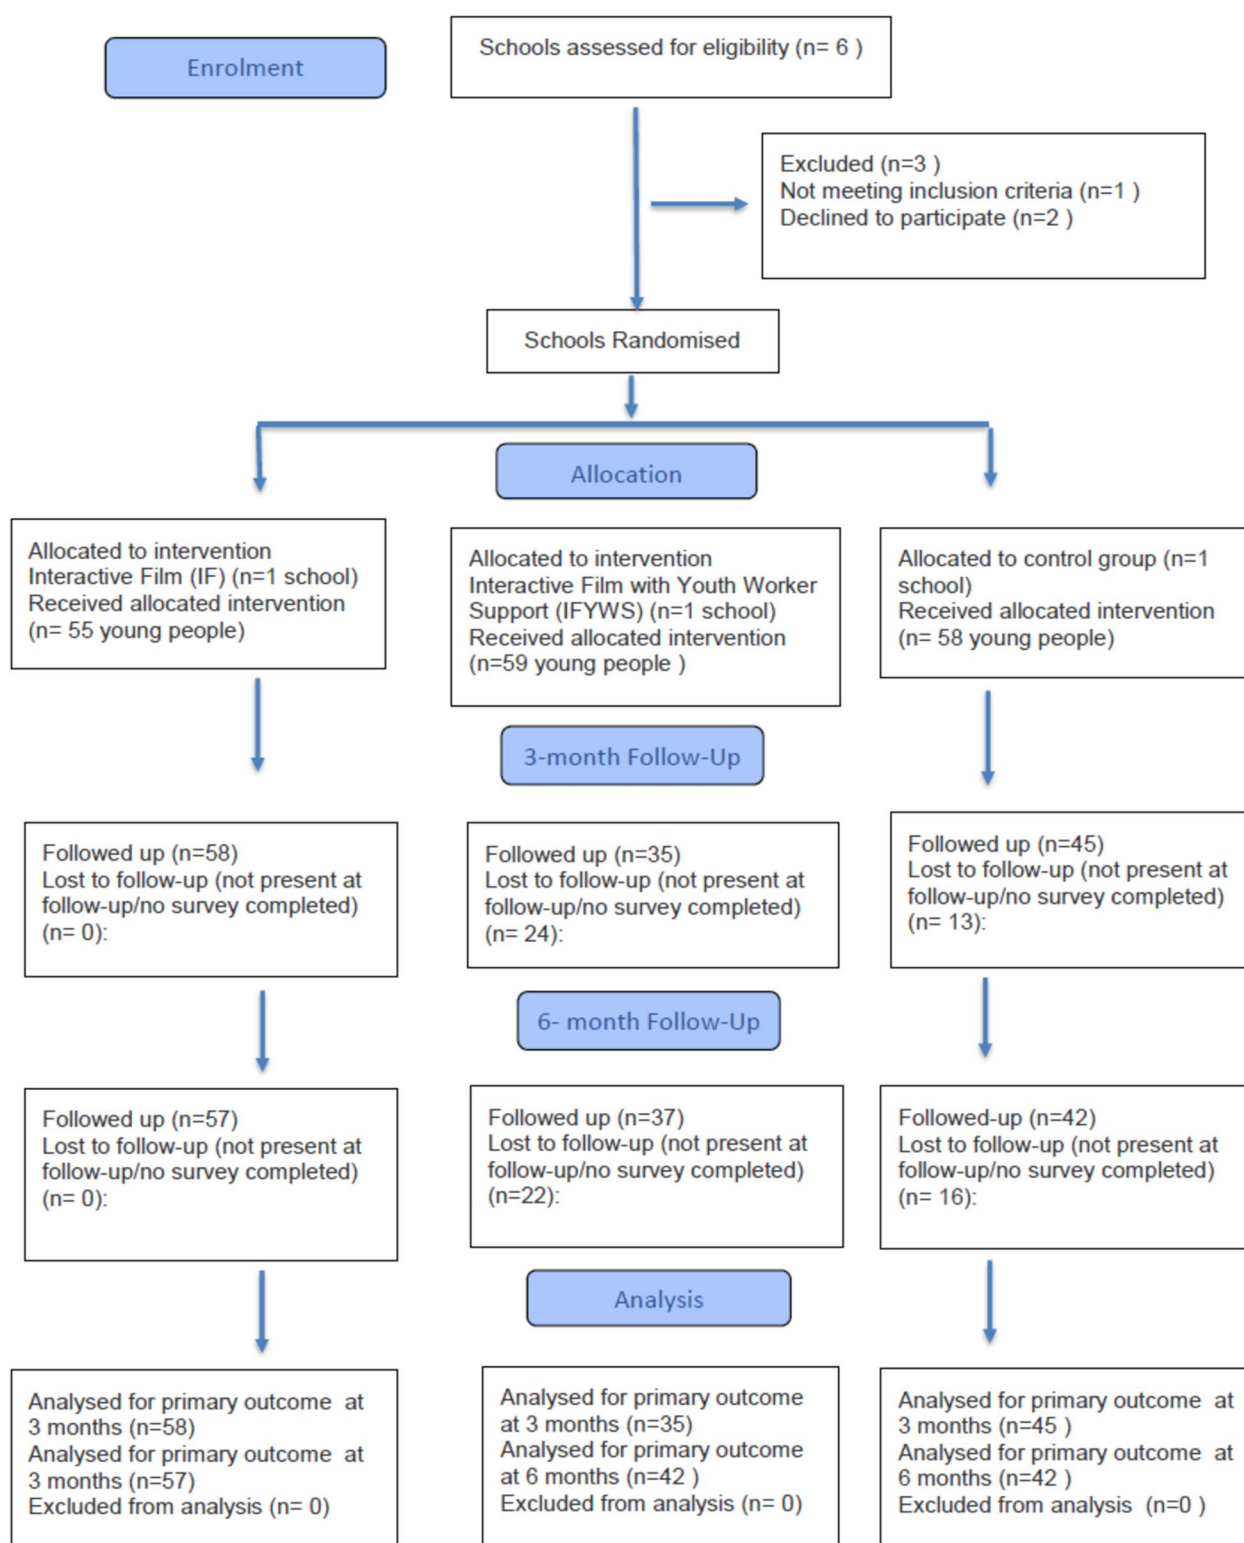 Enrolment
Schools assessed for eligibility (n= 6 )
Excluded (n=3 )
Not meeting inclusion criteria (n=1 )
Declined to participate (n=2 )
Schools Randomised
Allocation
Allocated to intervention
Interactive Film (IF) (n=1 school)
Received allocated intervention
(n= 55 young people)
Allocated to intervention
Interactive Film with Youth Worker
Support (IFYWS) (n=1 school)
Received allocated intervention
(n=59 young people )
Allocated to control group (n=1
school)
Received allocated intervention
(n= 58 young people)
3-month Follow-Up
Followed up (n=58)
Lost to follow-up (not present at
follow-up/no survey completed)
(n= 0):
Followed up (n=35)
Lost to follow-up (not present at
follow-up/no survey completed)
(n= 24):
Followed up (n=45)
Lost to follow-up (not present at
follow-up/no survey completed)
(n= 13):
6- month Follow-Up
Followed up (n=57)
Lost to follow-up (not present at
follow-up/no survey completed)
(n= 0):
Followed up (n=37)
Lost to follow-up (not present at
follow-up/no survey completed)
(n=22):
Followed-up (n=42)
Lost to follow-up (not present at
follow-up/no survey completed)
(n= 16):
Analysis
Analysed for primary outcome at
3 months (n=58)
Analysed for primary outcome at
3 months (n=57)
Excluded from analysis (n= 0)
Analysed for primary outcome
at 3 months (n=35)
Analysed for primary outcome
at 6 months (n=42 )
Excluded from analysis (n= 0)
Analysed for primary outcome at
3 months (n=45 )
Analysed for primary outcome at
6 months (n=42 )
Excluded from analysis (n=0 )